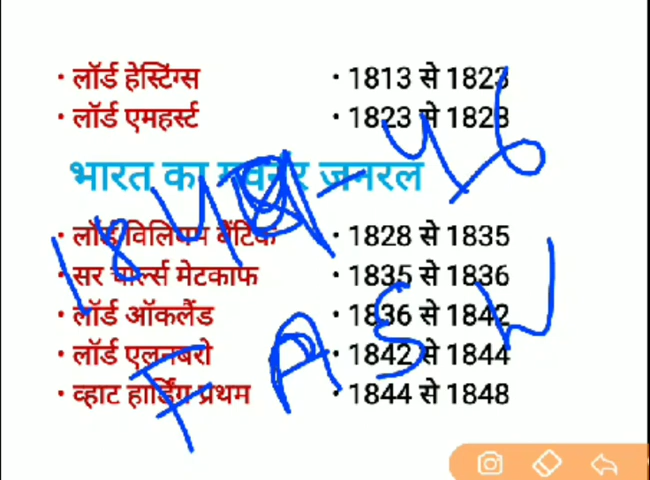 • लॉर्ड हेस्टिंग्स • 1813 से 1823
• लॉर्ड एमहर्स्ट • 1823 से 1828
भारत का गवर्नर जनरल
• लॉर्ड विलियम बैंटिक • 1828 से 1835
• सर चार्ल्स मेटकाफ • 1835 से 1836
• लॉर्ड ऑकलैंड • 1836 से 1842
• लॉर्ड एलनबरो • 1842 से 1844
• व्हाट हार्डिंग प्रथम • 1844 से 1848